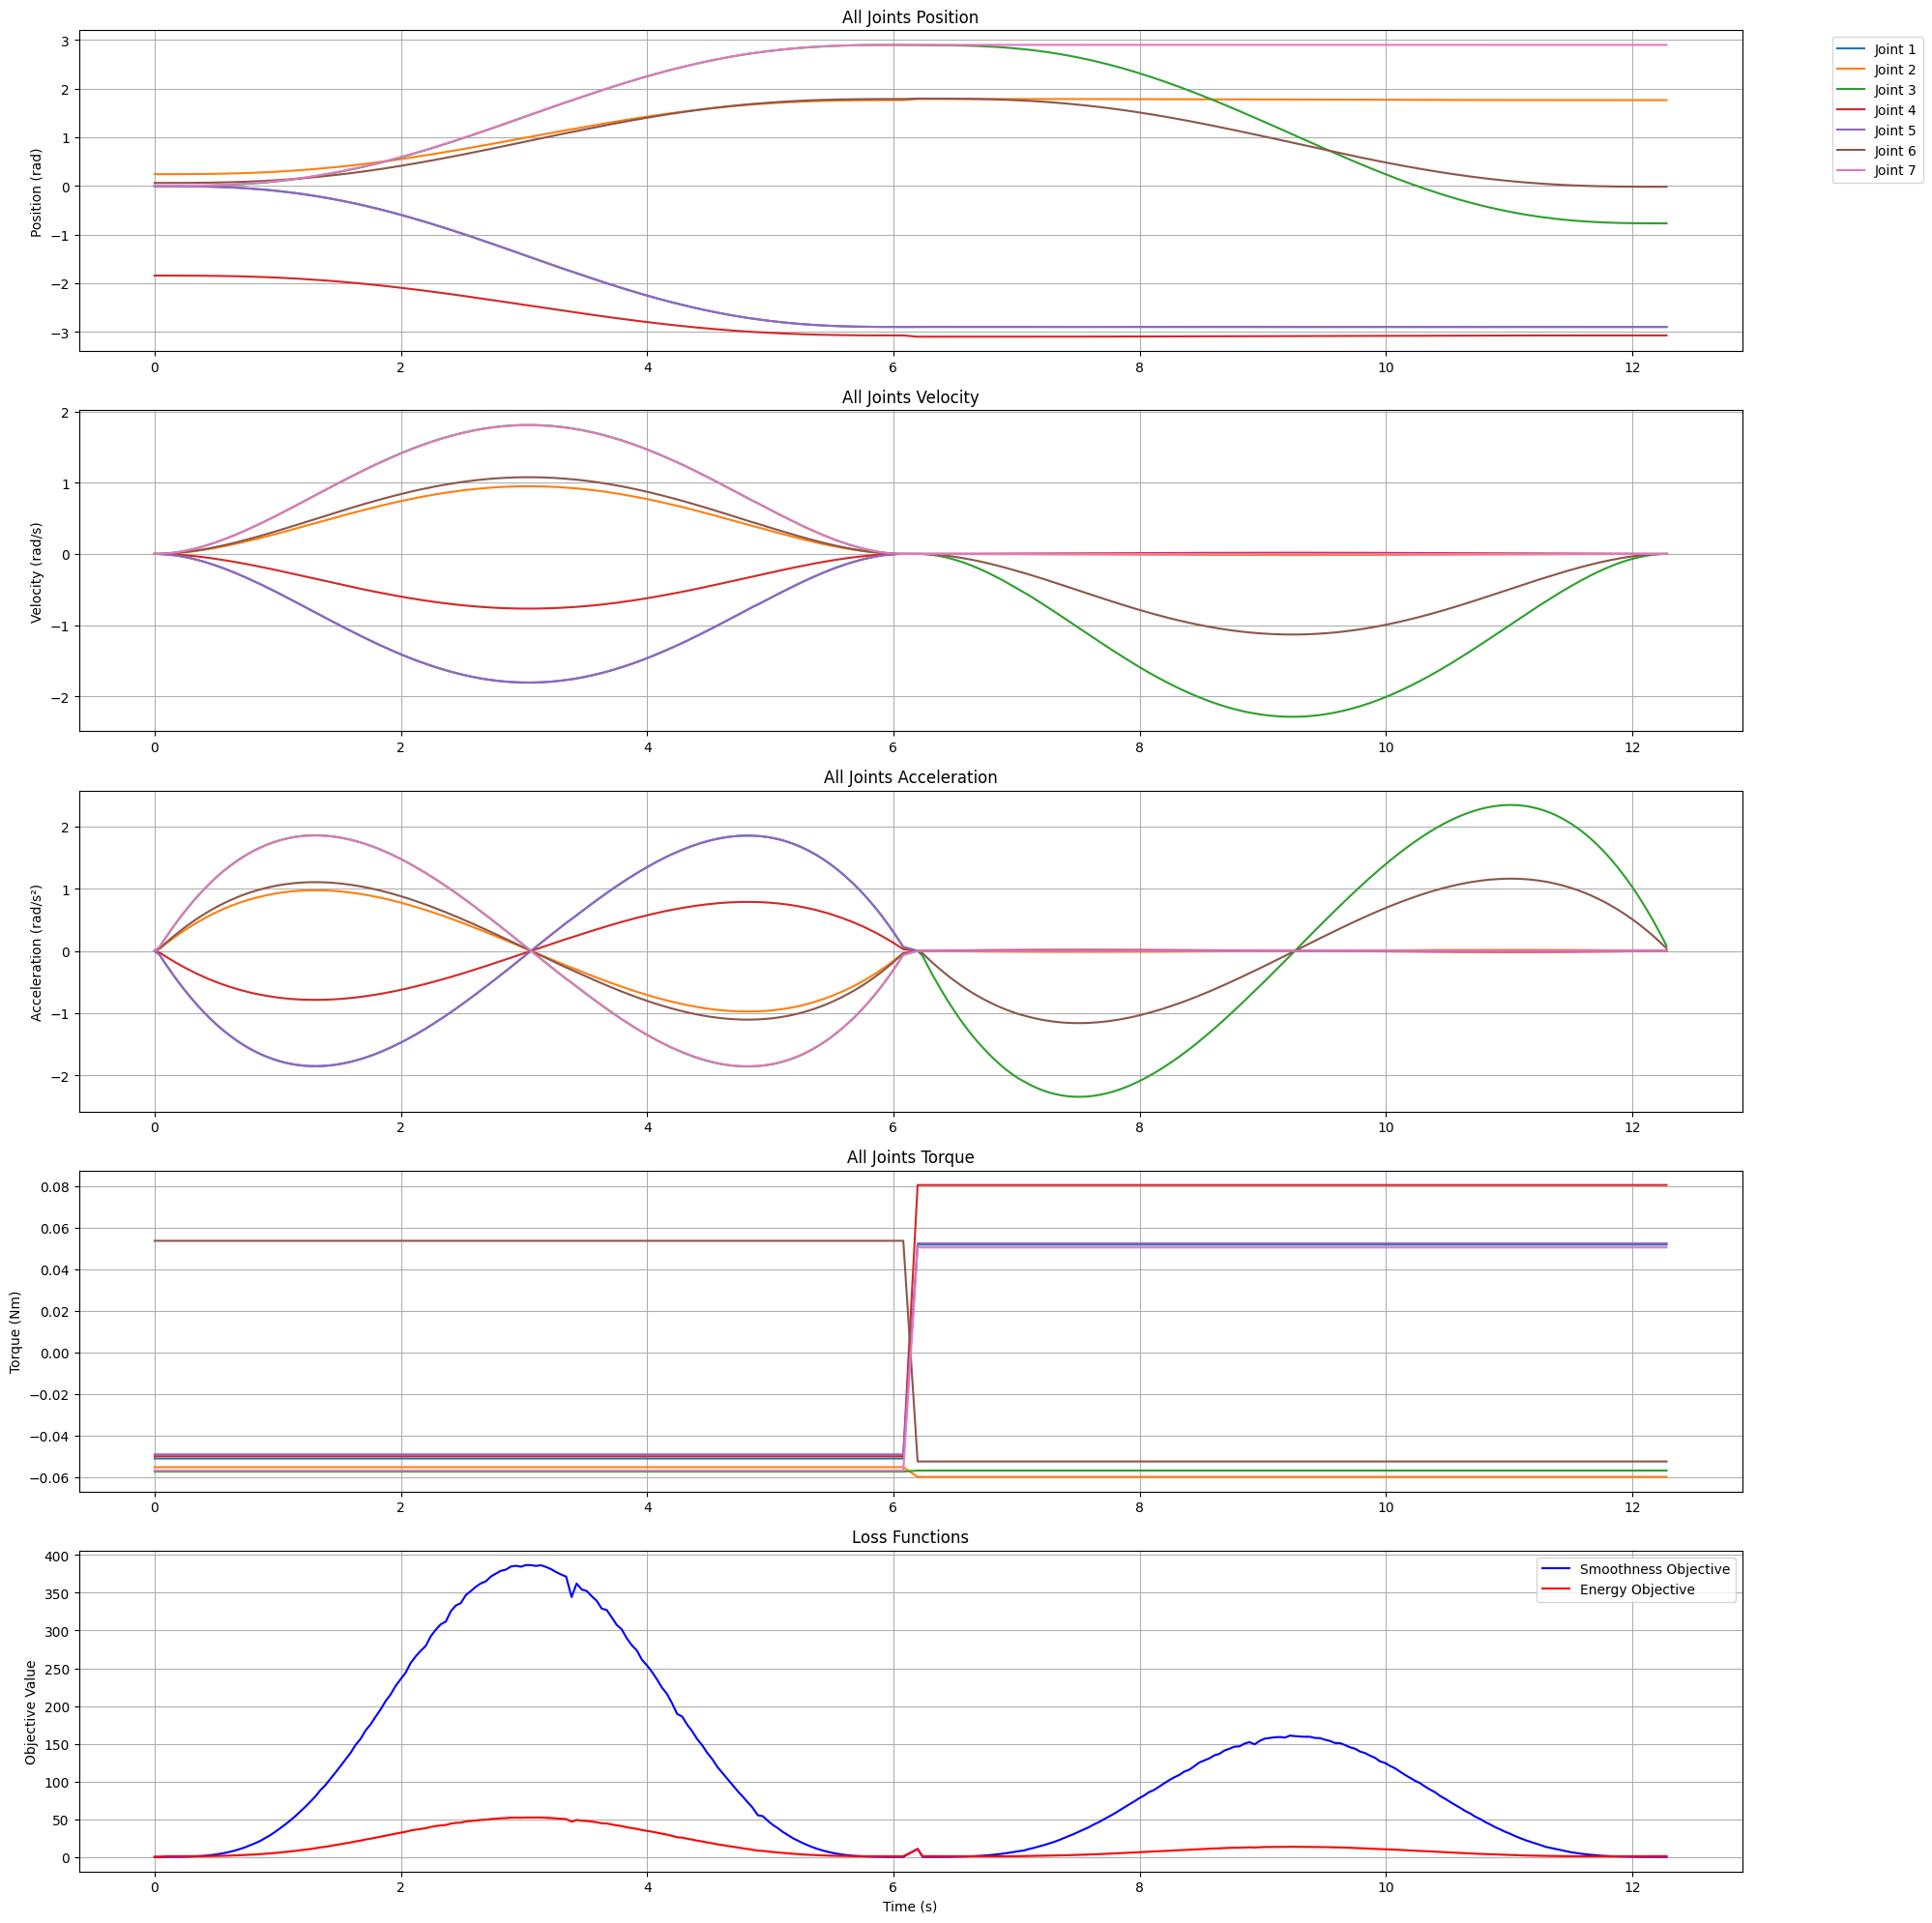 All Joints Position
3
2
1
0
−1
−2
−3
Position (rad)
0 2 4 6 8 10 12
Joint 1
Joint 2
Joint 3
Joint 4
Joint 5
Joint 6
Joint 7
All Joints Velocity
2
1
0
−1
−2
Velocity (rad/s)
0 2 4 6 8 10 12
All Joints Acceleration
2
1
0
−1
−2
Acceleration (rad/s²)
0 2 4 6 8 10 12
All Joints Torque
0.08
0.06
0.04
0.02
0.00
−0.02
−0.04
−0.06
Torque (Nm)
0 2 4 6 8 10 12
Loss Functions
400
350
300
250
200
150
100
50
0
Objective Value
Smoothness Objective
Energy Objective
0 2 4 6 8 10 12
Time (s)